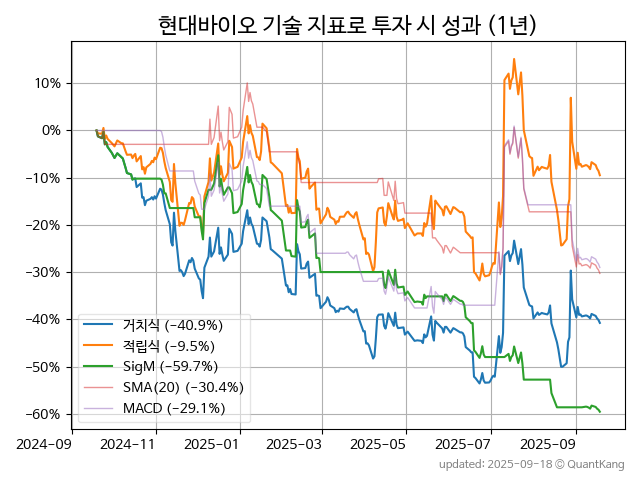 현대바이오 기술 지표로 투자 시 성과 (1년)
10%
0%
−10%
−20%
−30%
−40%
−50%
−60%
거치식 (−40.9%)
적립식 (−9.5%)
SigM (−59.7%)
SMA(20) (−30.4%)
MACD (−29.1%)
2024-09 2024-11 2025-01 2025-03 2025-05 2025-07 2025-09
updated: 2025-09-18 © QuantKang